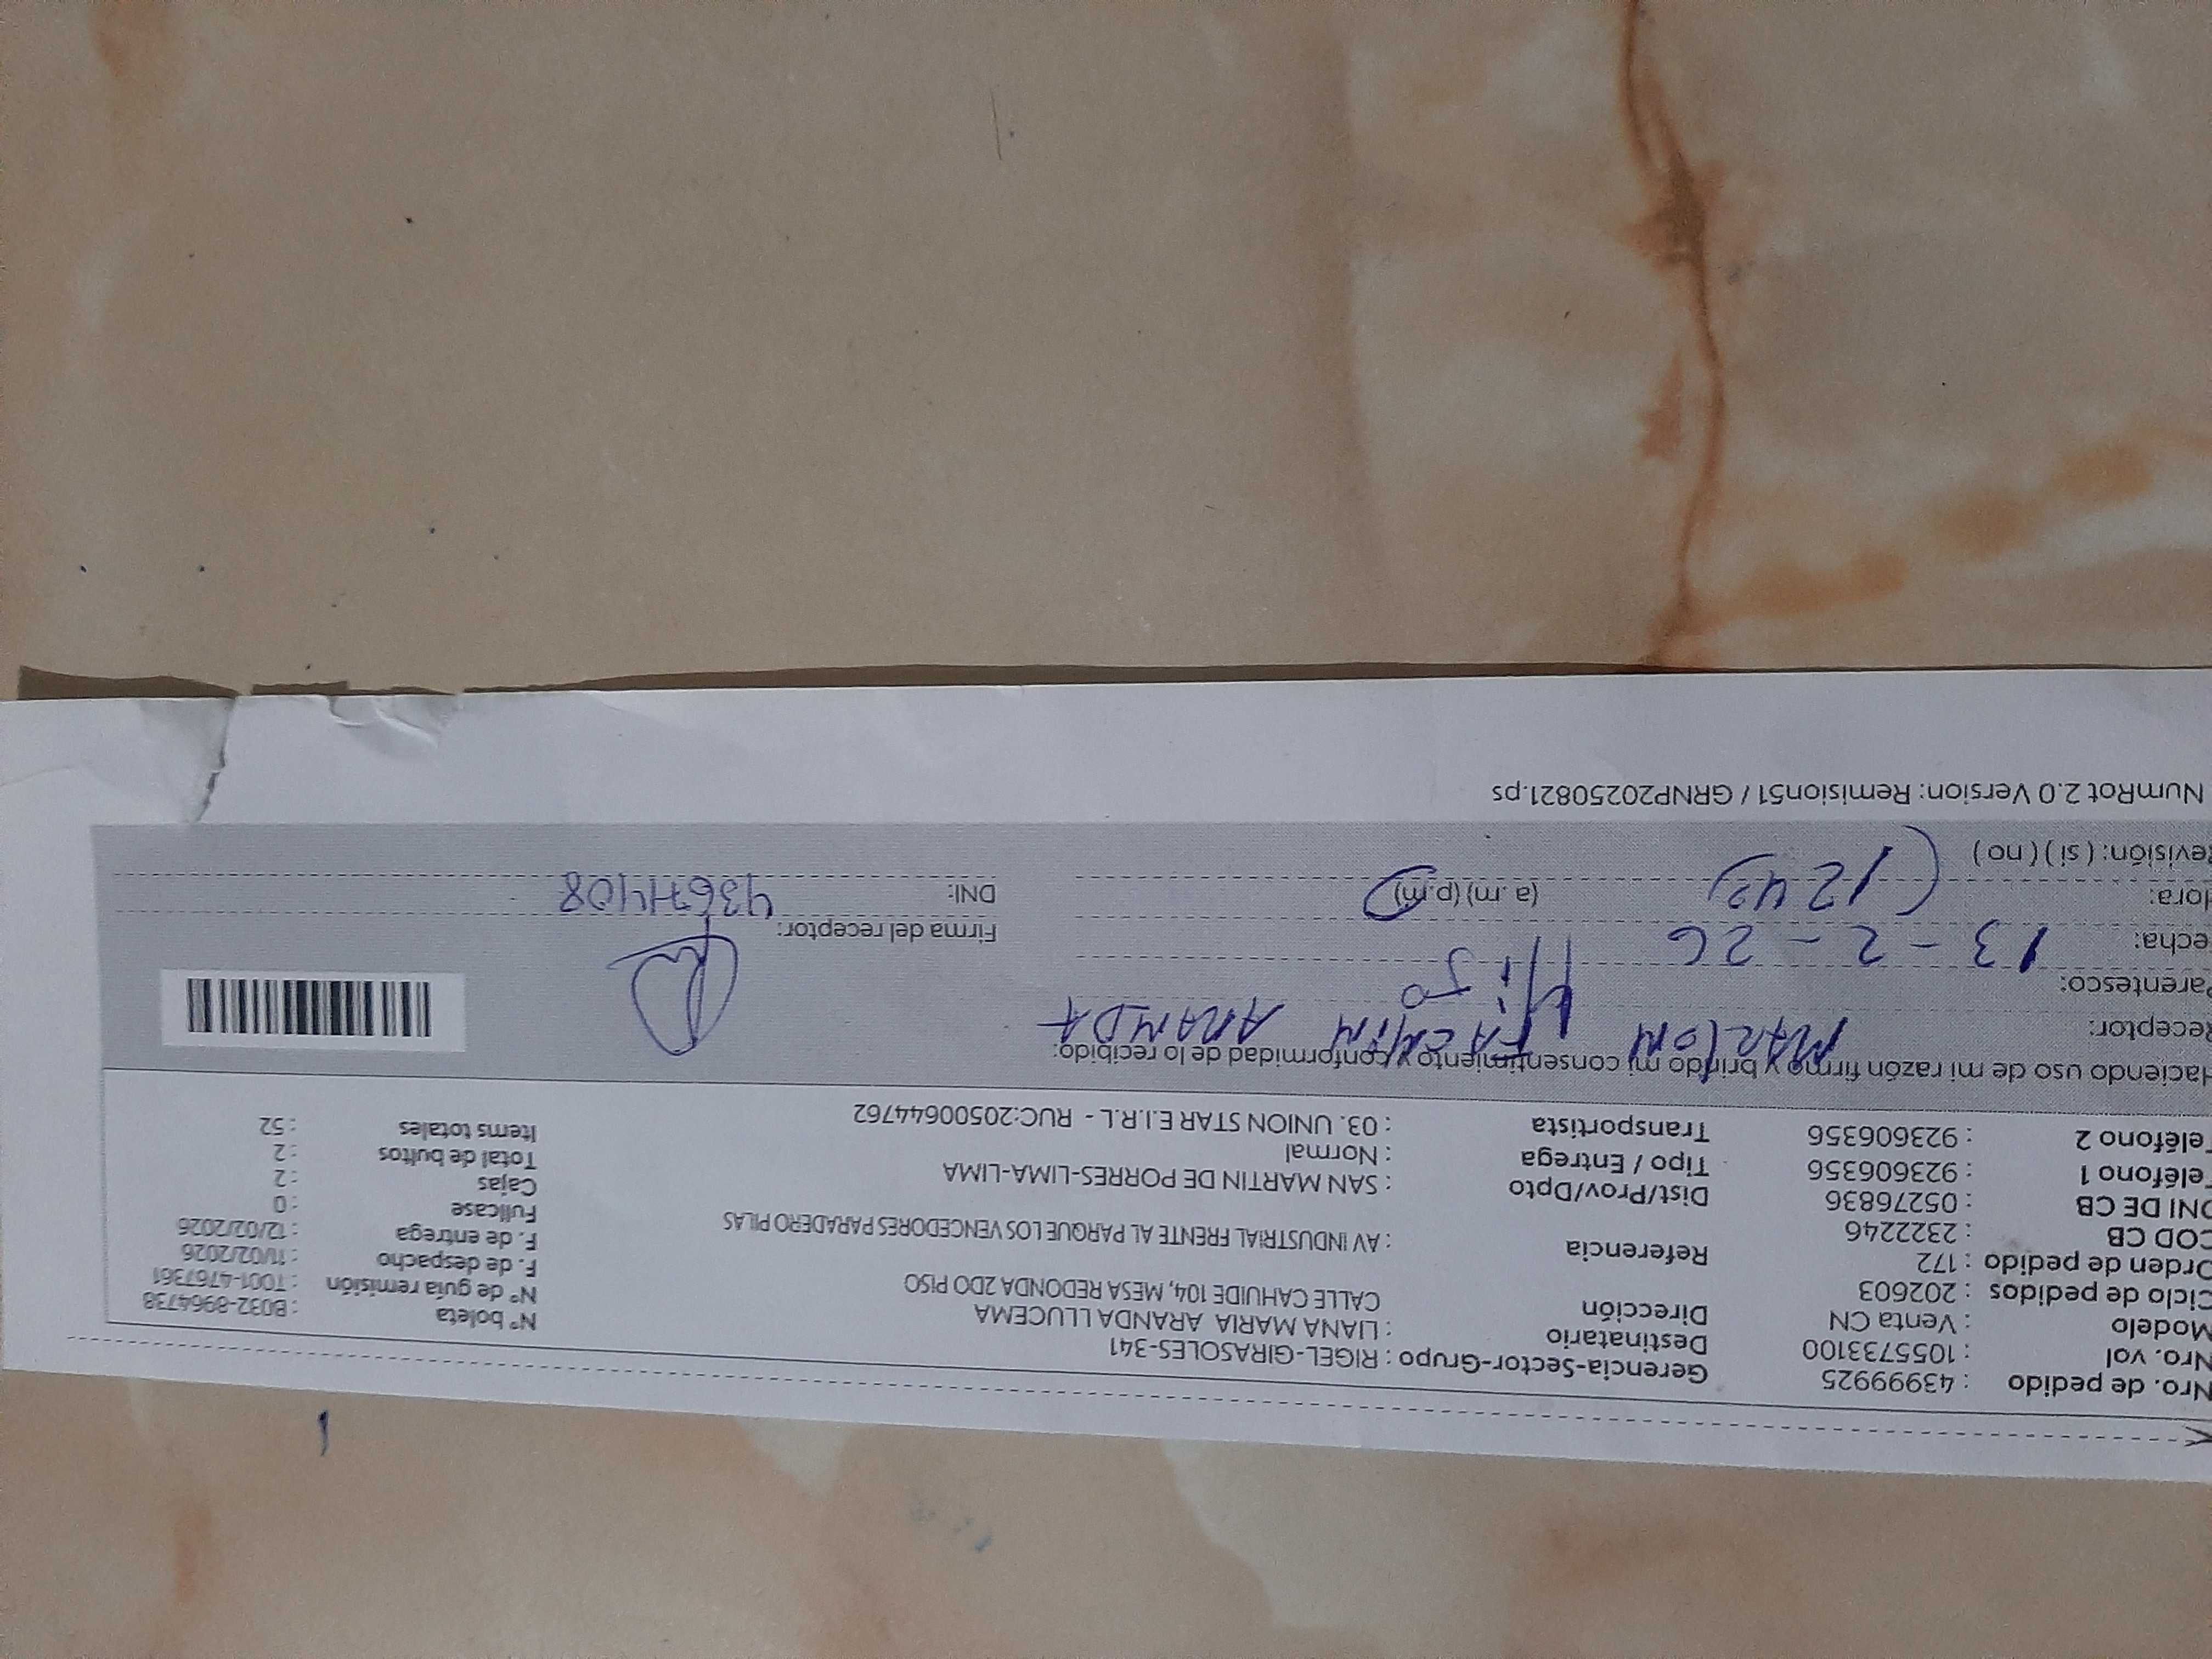 Nro. de pedido : 43999925 Gerencia-Sector-Grupo : RIGEL-GIRASOLES-341 N° boleta : B032-8964738
Nro. vol : 1055733100 Destinatario : LIANA MARIA ARANDA LLUCEMA N° de guía remisión : T001-4767361
Modelo : Venta CN Dirección CALLE CAHUIDE 104, MESA REDONDA 2DO PISO F. de despacho : 11/02/2026
Ciclo de pedidos : 202603 F. de entrega : 12/02/2026
Orden de pedido : 172 Referencia : AV INDUSTRIAL FRENTE AL PARQUE LOS VENCEDORES PARADERO PILAS Fullcase : 0
COD CB : 2322246 Cajas : 2
DNI DE CB : 05276836 Dist/Prov/Dpto : SAN MARTIN DE PORRES-LIMA-LIMA Total de bultos : 2
Teléfono 1 : 923606356 Tipo / Entrega : Normal Items totales : 52
Teléfono 2 : 923606356 Transportista : 03. UNION STAR E.I.R.L - RUC:20500644762
Haciendo uso de mi razón firmo y brindo mi consentimiento y conformidad de lo recibido:
Receptor: MARLON FACHIN ARANDA
Parentesco: Hijo
Fecha: 13-2-26 Firma del receptor:
Hora: (12 42) (a. m) (p.m) DNI:
Revisión: ( si ) ( no )
NumRot 2.0 Version: Remision51 / GRNP20250821.ps